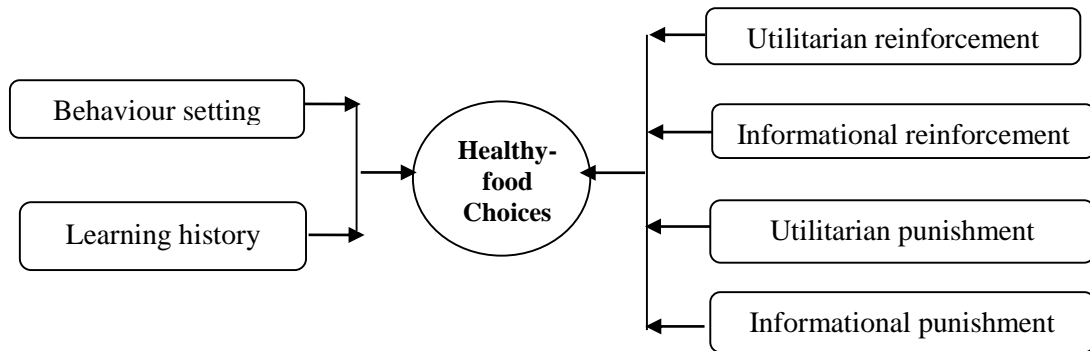 Behaviour setting
Learning history
Healthy-
food
Choices
Utilitarian reinforcement
Informational reinforcement
Utilitarian punishment
Informational punishment